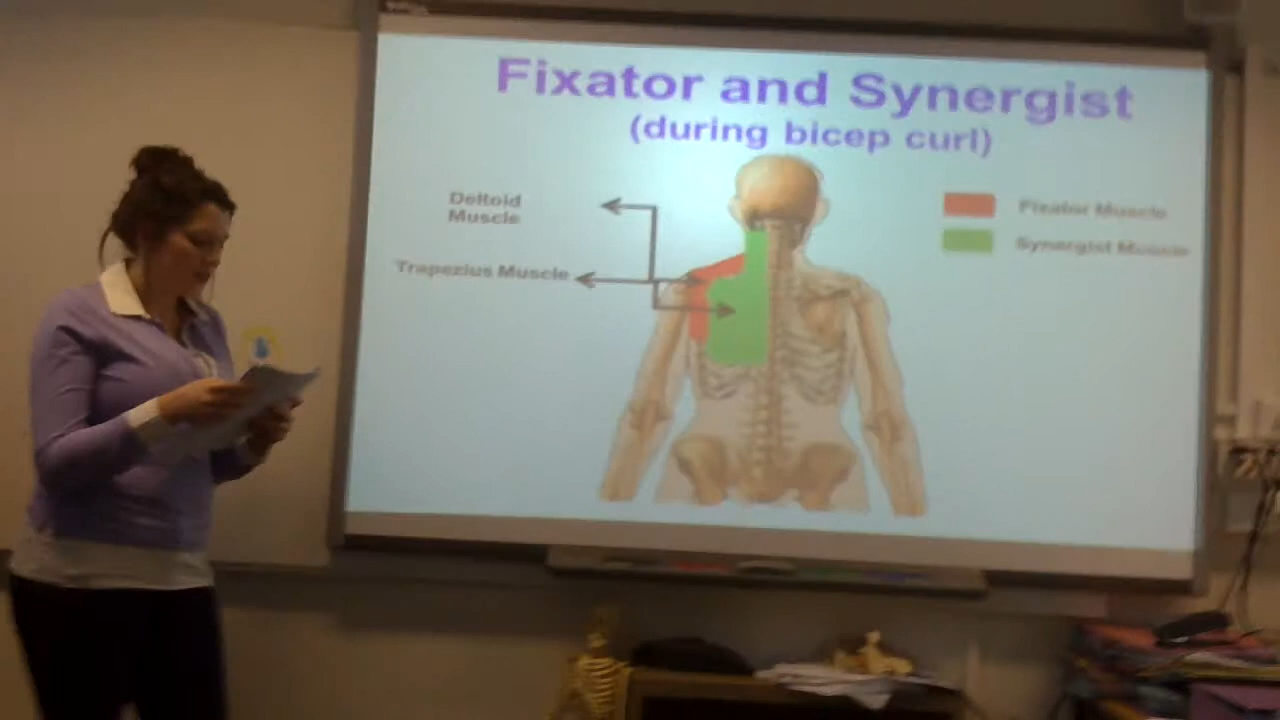 Fixator and Synergist
(during bicep curl)
Deltoid
Muscle
Trapezius Muscle
Fixator Muscle
Synergist Muscle